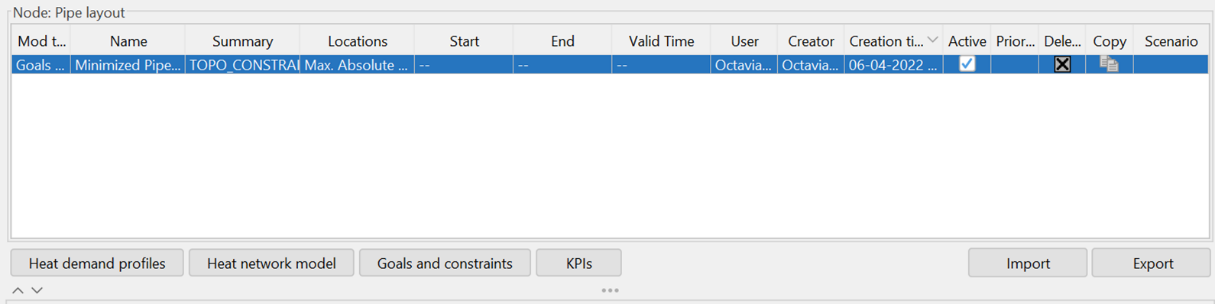 Node: Pipe layout
Mod t... Name Summary Locations Start End Valid Time User Creator Creation ti... Active Prior... Dele... Copy Scenario
Goals ... Minimized Pipe... TOPO_CONSTRAI Max. Absolute ... -- -- -- Octavia... Octavia... 06-04-2022 ...
Heat demand profiles Heat network model Goals and constraints KPIs Import Export